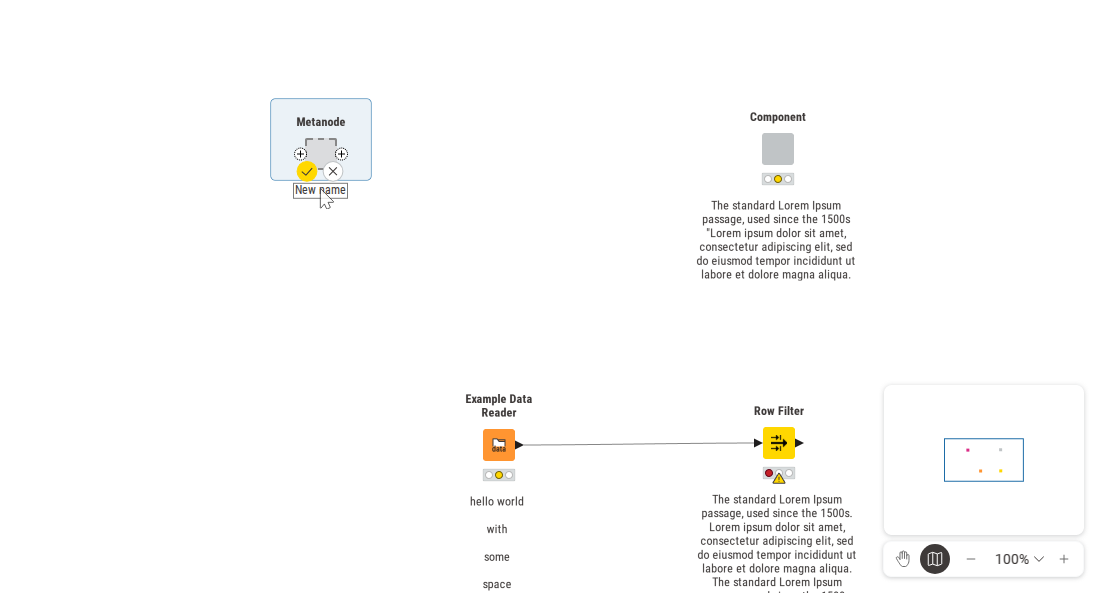 Metanode
New name
Component
The standard Lorem Ipsum
passage, used since the 1500s
"Lorem ipsum dolor sit amet,
consectetur adipiscing elit, sed
do eiusmod tempor incididunt ut
labore et dolore magna aliqua.
Example Data
Reader
data
hello world
with
some
space
Row Filter
The standard Lorem Ipsum
passage, used since the 1500s.
Lorem ipsum dolor sit amet,
consectetur adipiscing elit, sed
do eiusmod tempor incididunt ut
labore et dolore magna aliqua.
The standard Lorem Ipsum
100%